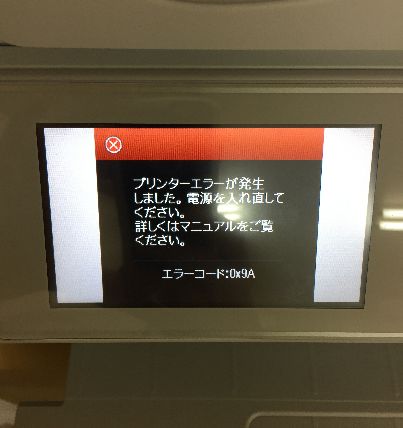 プリンターエラーが発生
しました。電源を入れ直して
ください。
詳しくはマニュアルをご覧
ください。
エラーコード:0x9A